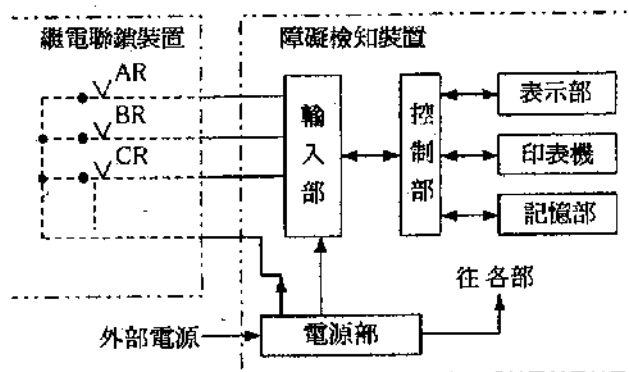 繼電聯鎖裝置
障礙檢知裝置
AR
BR
CR
輸入部
控制部
表示部
印表機
記憶部
往各部
外部電源
電源部